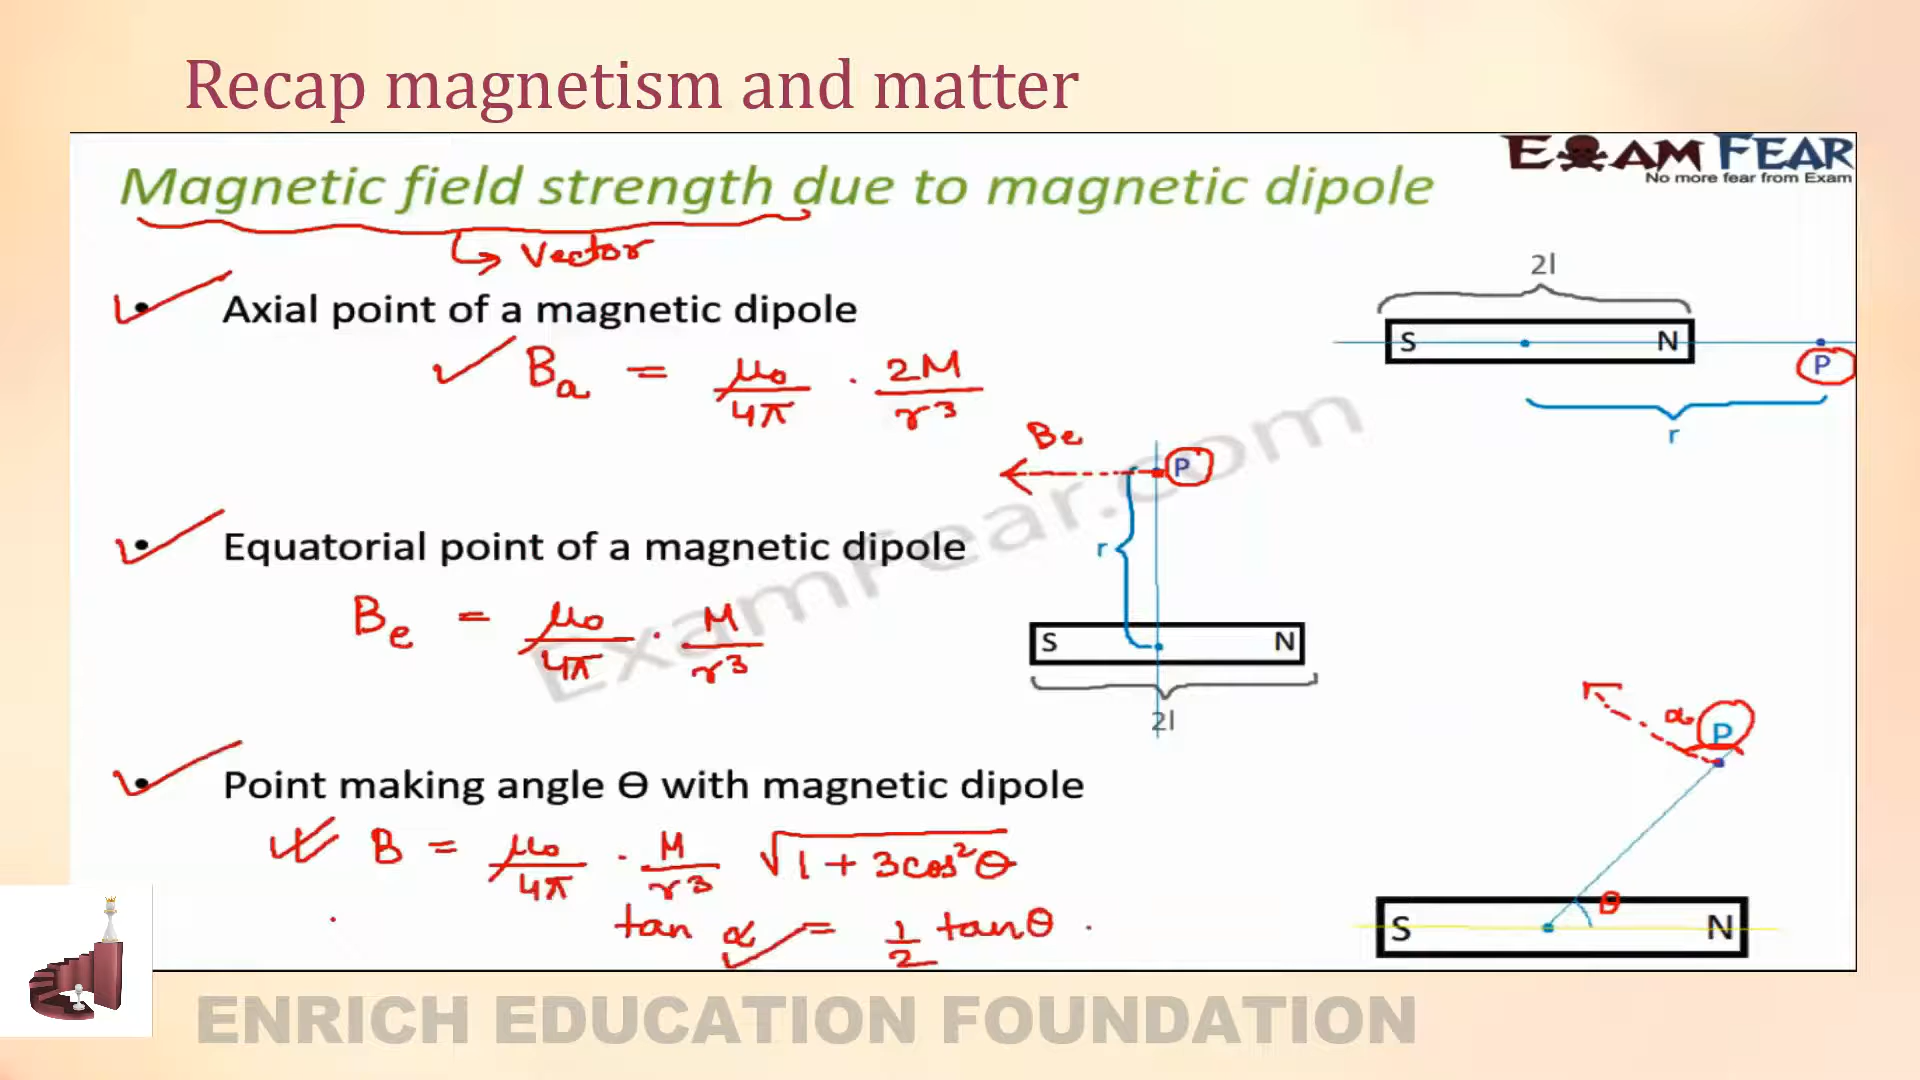 Recap magnetism and matter
EXAM FEAR
No more fear from Exam
Magnetic field strength due to magnetic dipole
Vector
• Axial point of a magnetic dipole
Ba = μ₀/4π · 2M/r³
2l
S N
P
r
Be
P
r
• Equatorial point of a magnetic dipole
Be = μ₀/4π · M/r³
S N
2l
• Point making angle Θ with magnetic dipole
B = μ₀/4π · M/r³ √1 + 3cos²θ
tan α = 1/2 tanθ
α
P
θ
S N
ExamFear.com
ENRICH EDUCATION FOUNDATION